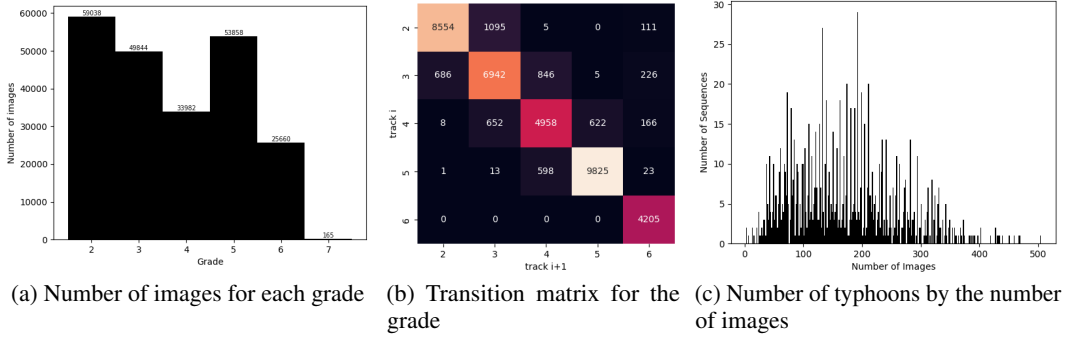 59038
49844
33982
53858
25660
165
60000
50000
40000
30000
20000
10000
0
Number of images
2 3 4 5 6 7
Grade
8554 1095 5 0 111
686 6942 846 5 226
8 652 4958 622 166
1 13 598 9825 23
0 0 0 0 4205
2
3
4
5
6
track i
2 3 4 5 6
track i+1
30
25
20
15
10
5
0
Number of Sequences
0 100 200 300 400 500
Number of Images
(a) Number of images for each grade
(b) Transition matrix for the
grade
(c) Number of typhoons by the number
of images